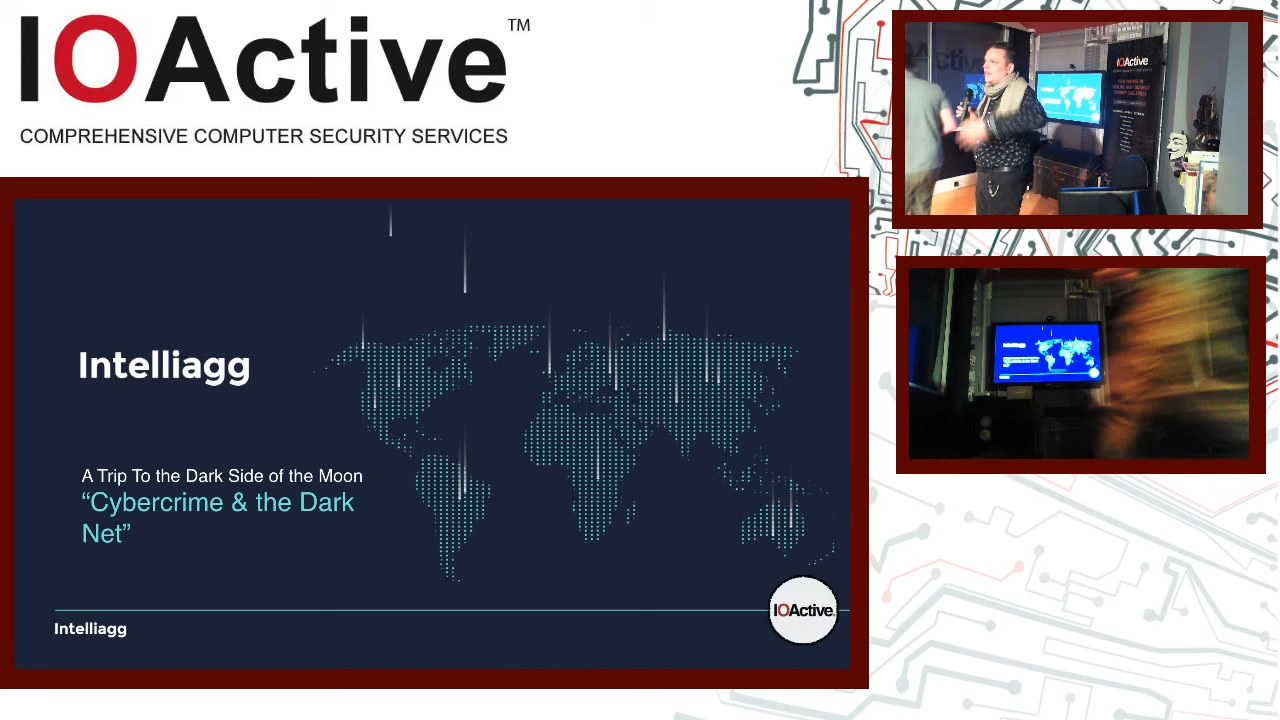 IOActive™
COMPREHENSIVE COMPUTER SECURITY SERVICES
Intelliagg
A Trip To the Dark Side of the Moon
“Cybercrime & the Dark
Net”
Intelliagg
IOActive
IOActive